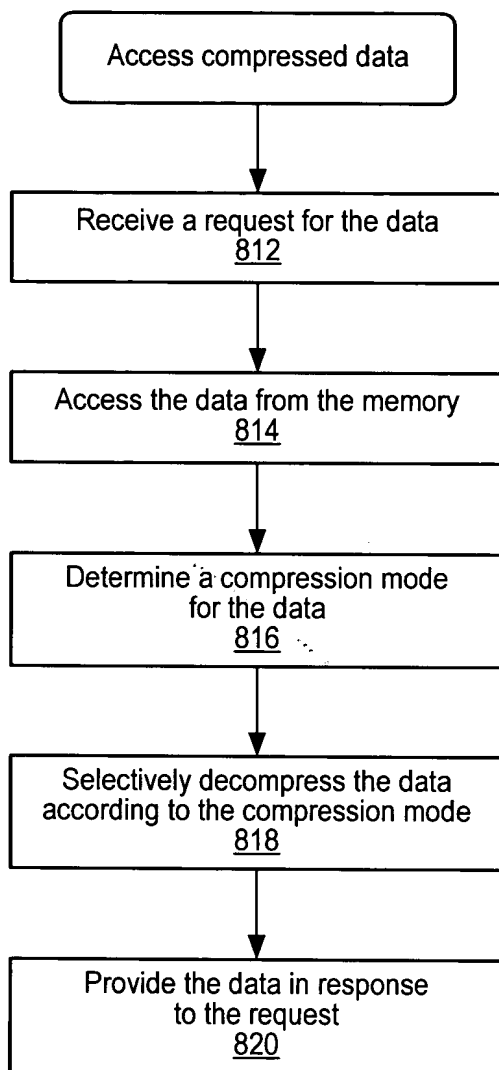 Access compressed data
Receive a request for the data
812
Access the data from the memory
814
Determine a compression mode
for the data
816
Selectively decompress the data
according to the compression mode
818
Provide the data in response
to the request
820